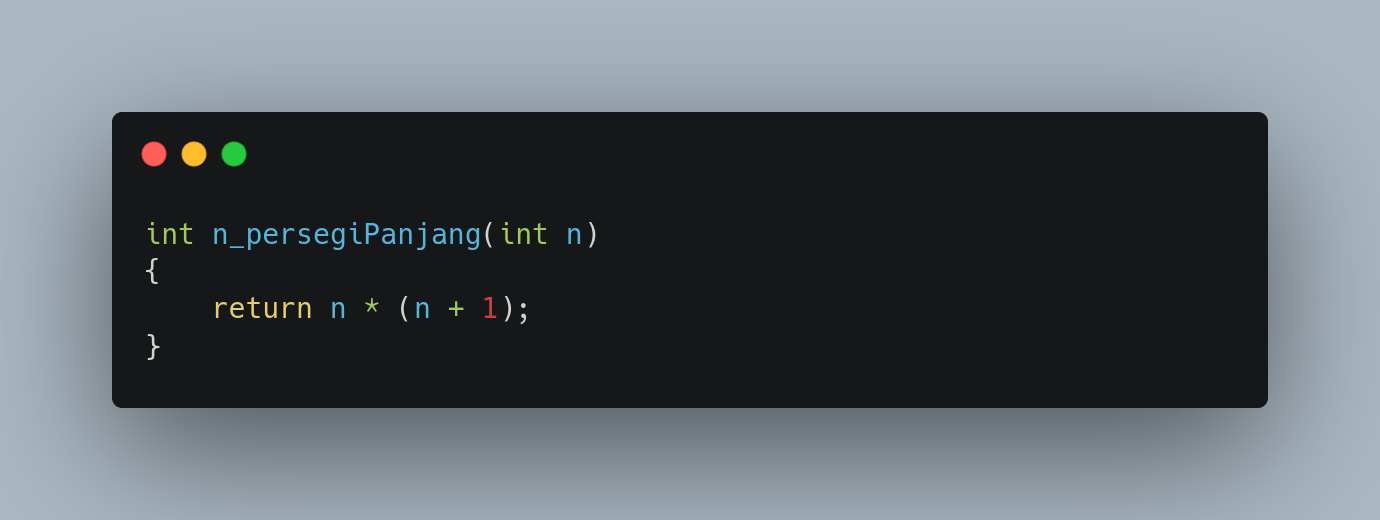 int n_persegiPanjang(int n)
{
    return n * (n + 1);
}